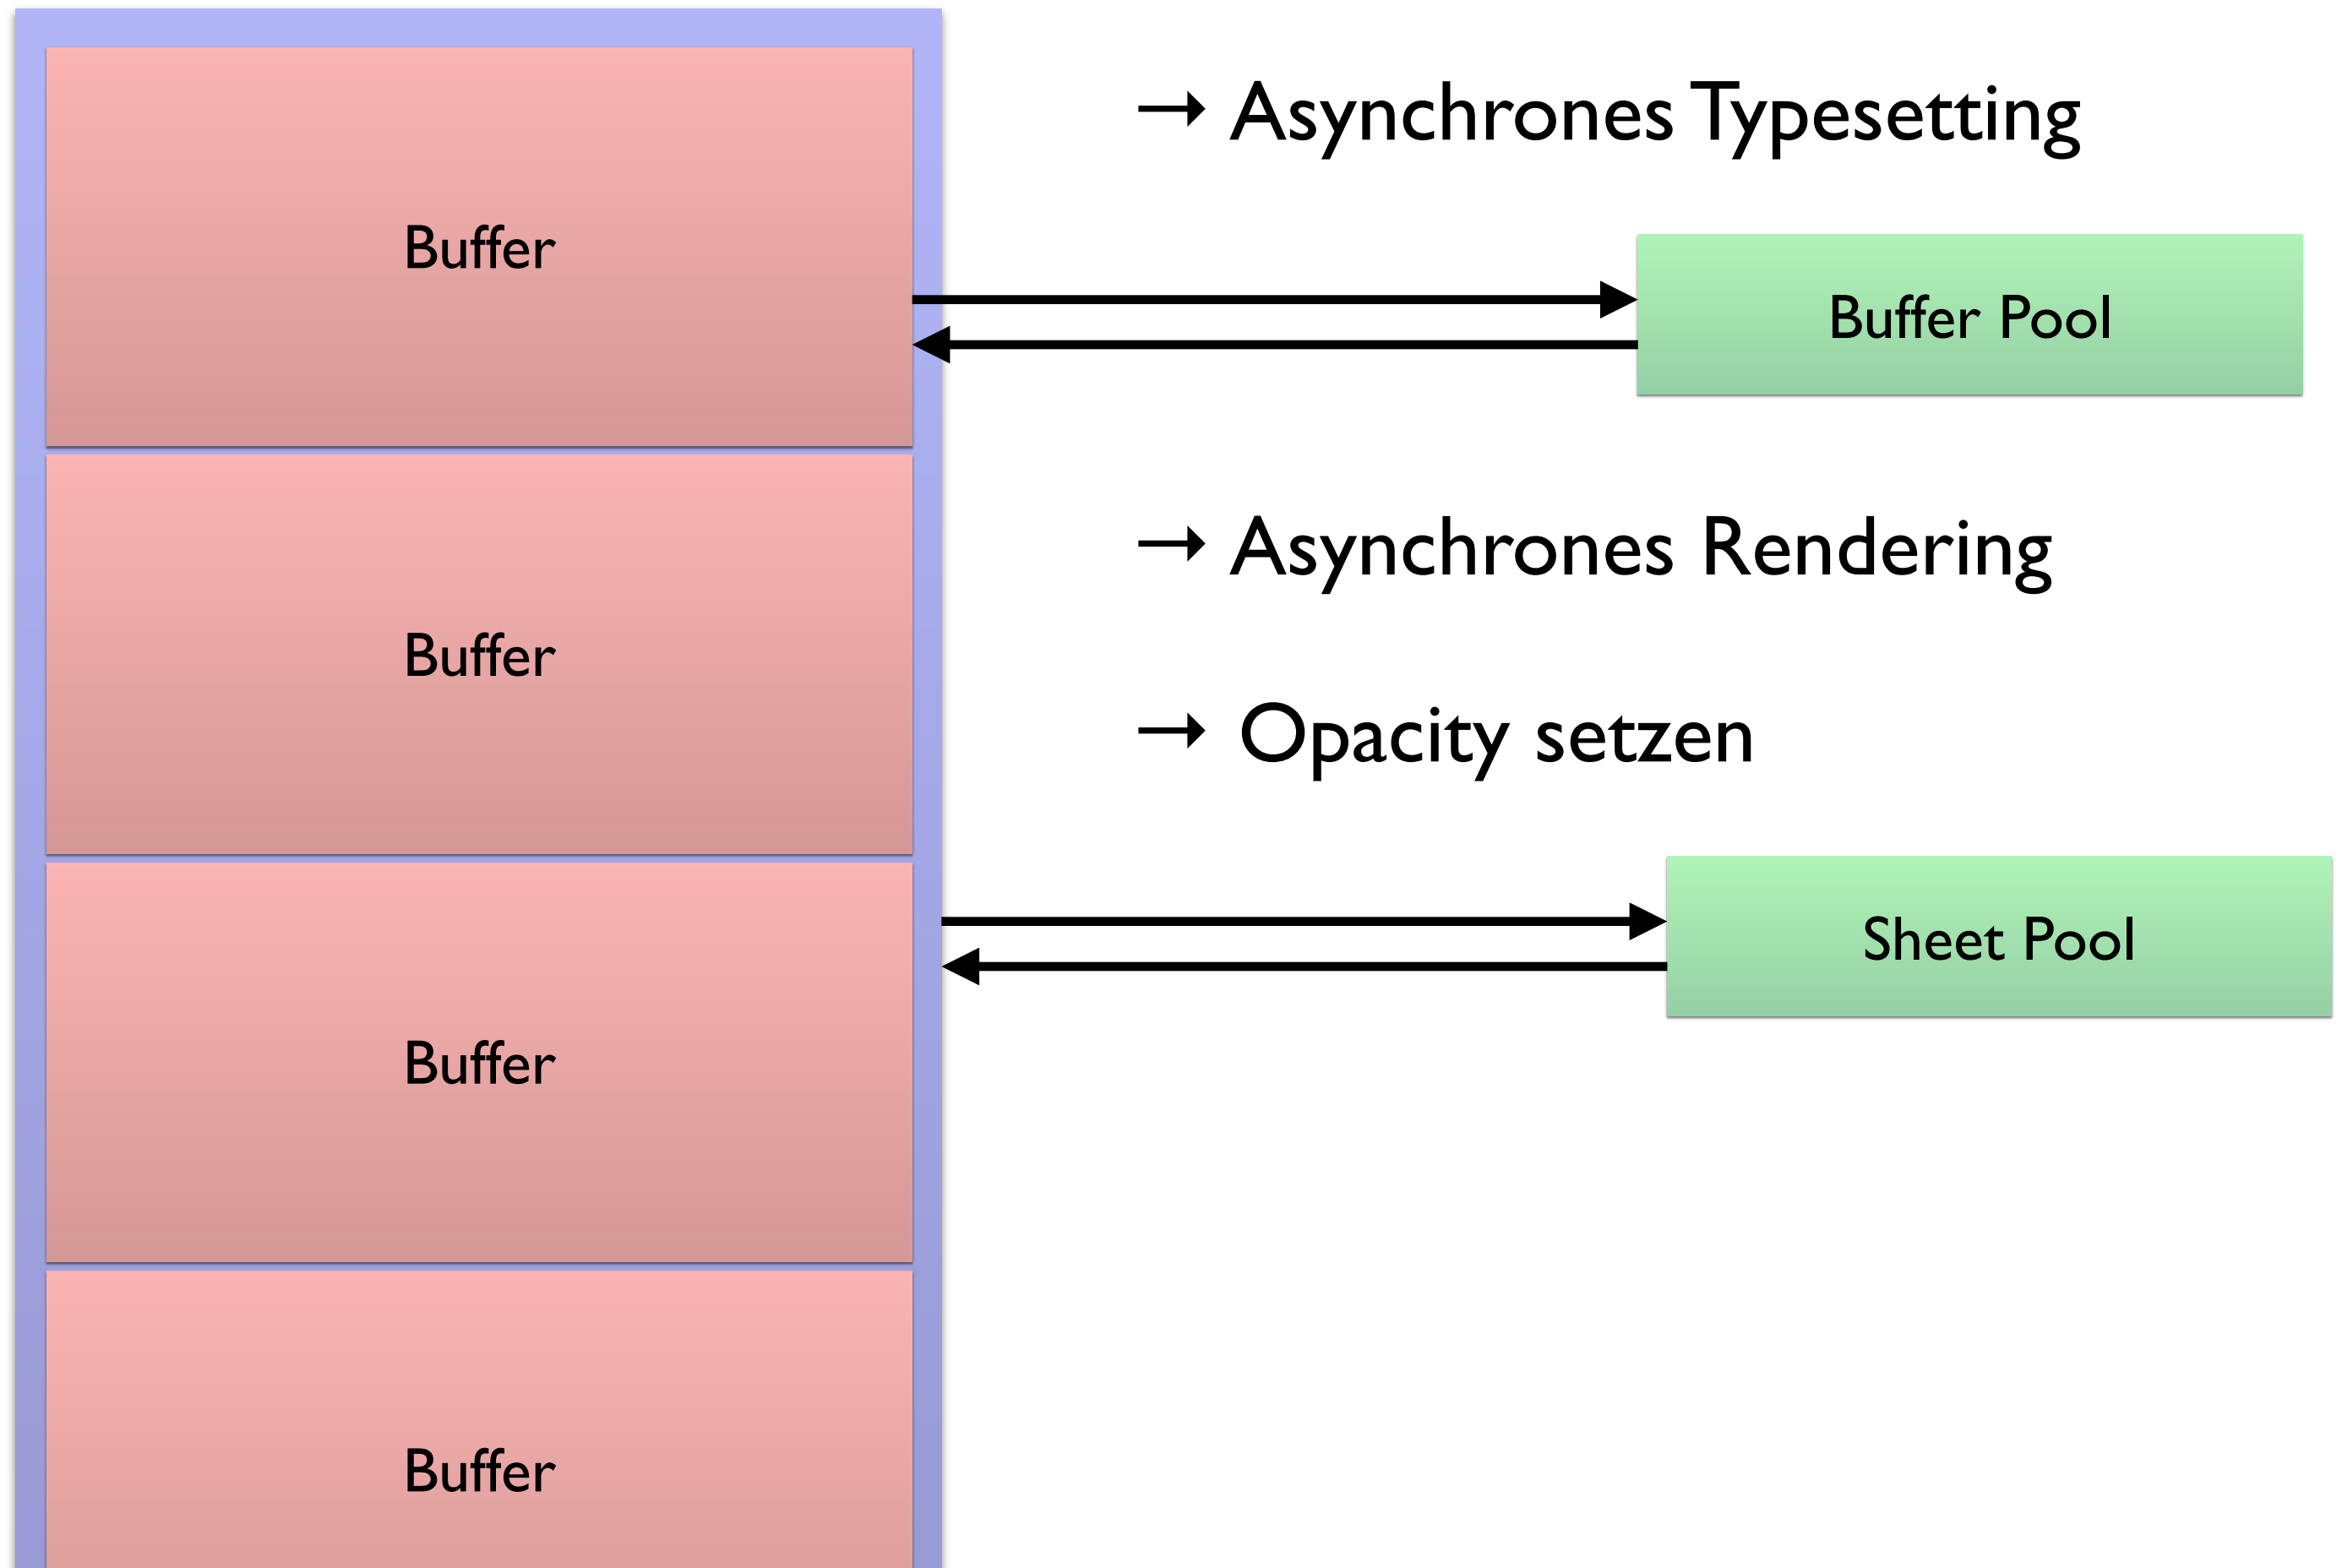 → Asynchrones Typesetting
Buffer
Buffer Pool
→ Asynchrones Rendering
Buffer
→ Opacity setzen
Sheet Pool
Buffer
Buffer